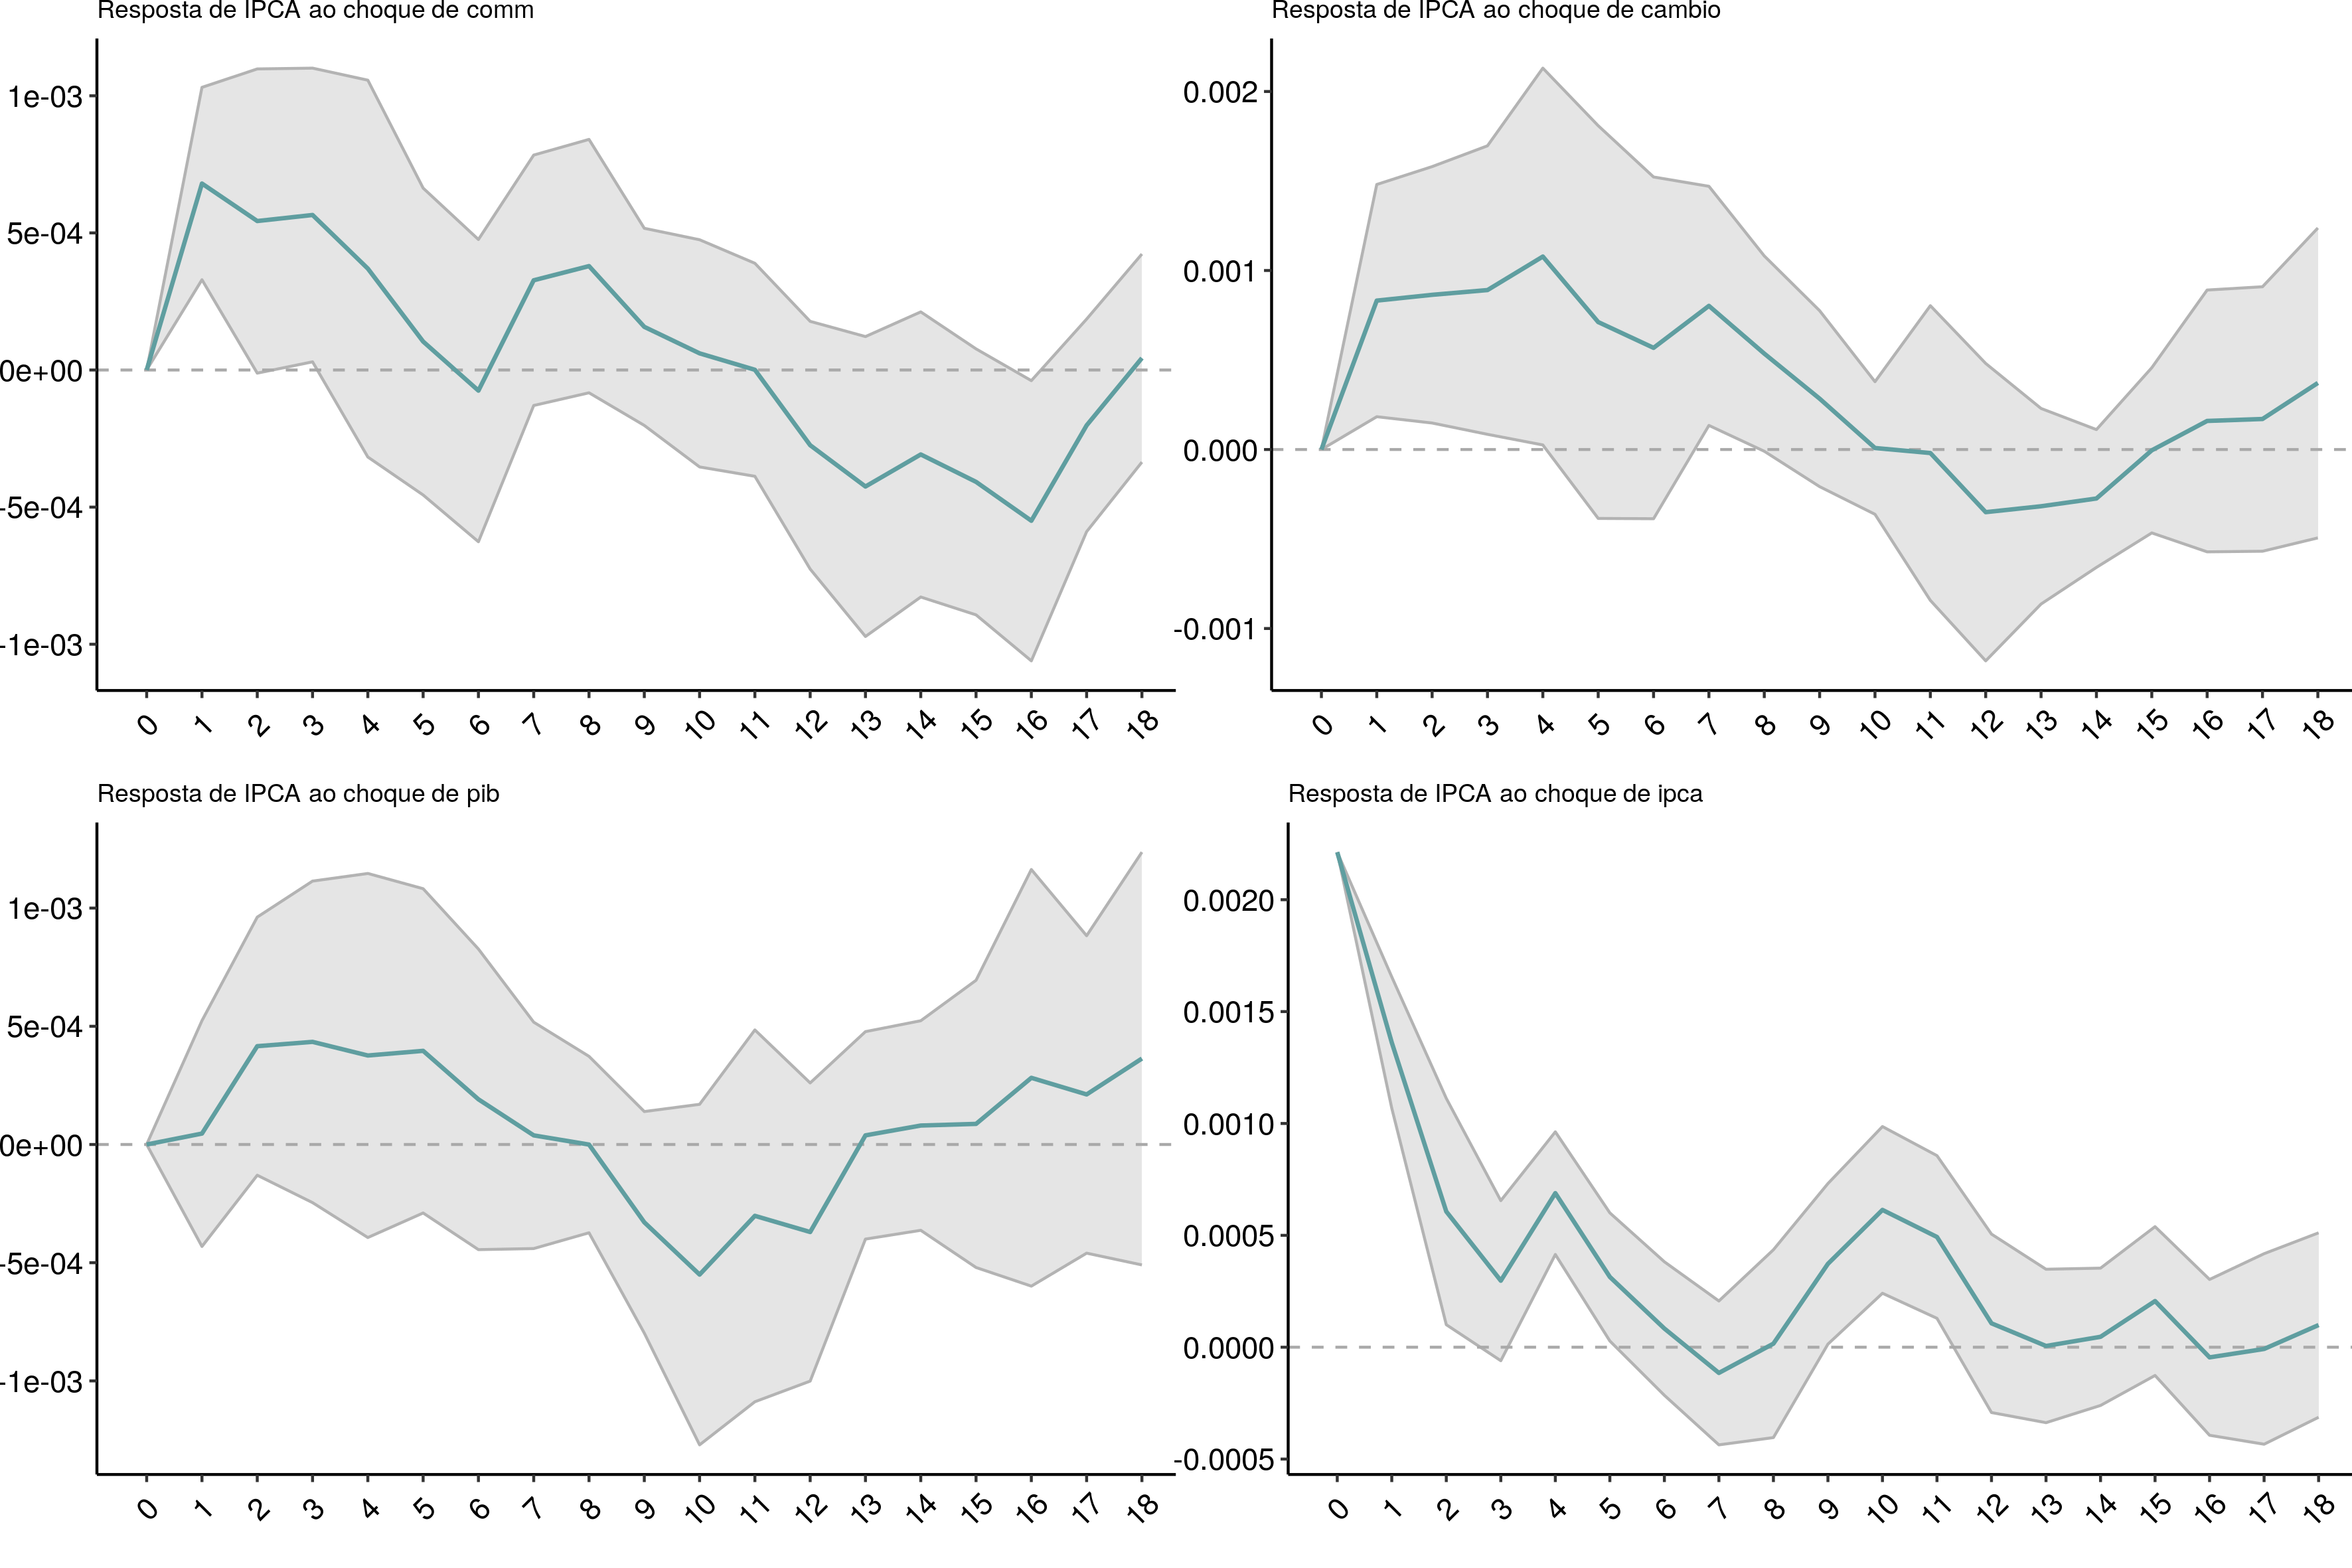 Resposta de IPCA ao choque de comm
1e-03
5e-04
0e+00
-5e-04
-1e-03
0 1 2 3 4 5 6 7 8 9 10 11 12 13 14 15 16 17 18
Resposta de IPCA ao choque de cambio
0.002
0.001
0.000
-0.001
0 1 2 3 4 5 6 7 8 9 10 11 12 13 14 15 16 17 18
Resposta de IPCA ao choque de pib
1e-03
5e-04
0e+00
-5e-04
-1e-03
0 1 2 3 4 5 6 7 8 9 10 11 12 13 14 15 16 17 18
Resposta de IPCA ao choque de ipca
0.0020
0.0015
0.0010
0.0005
0.0000
-0.0005
0 1 2 3 4 5 6 7 8 9 10 11 12 13 14 15 16 17 18